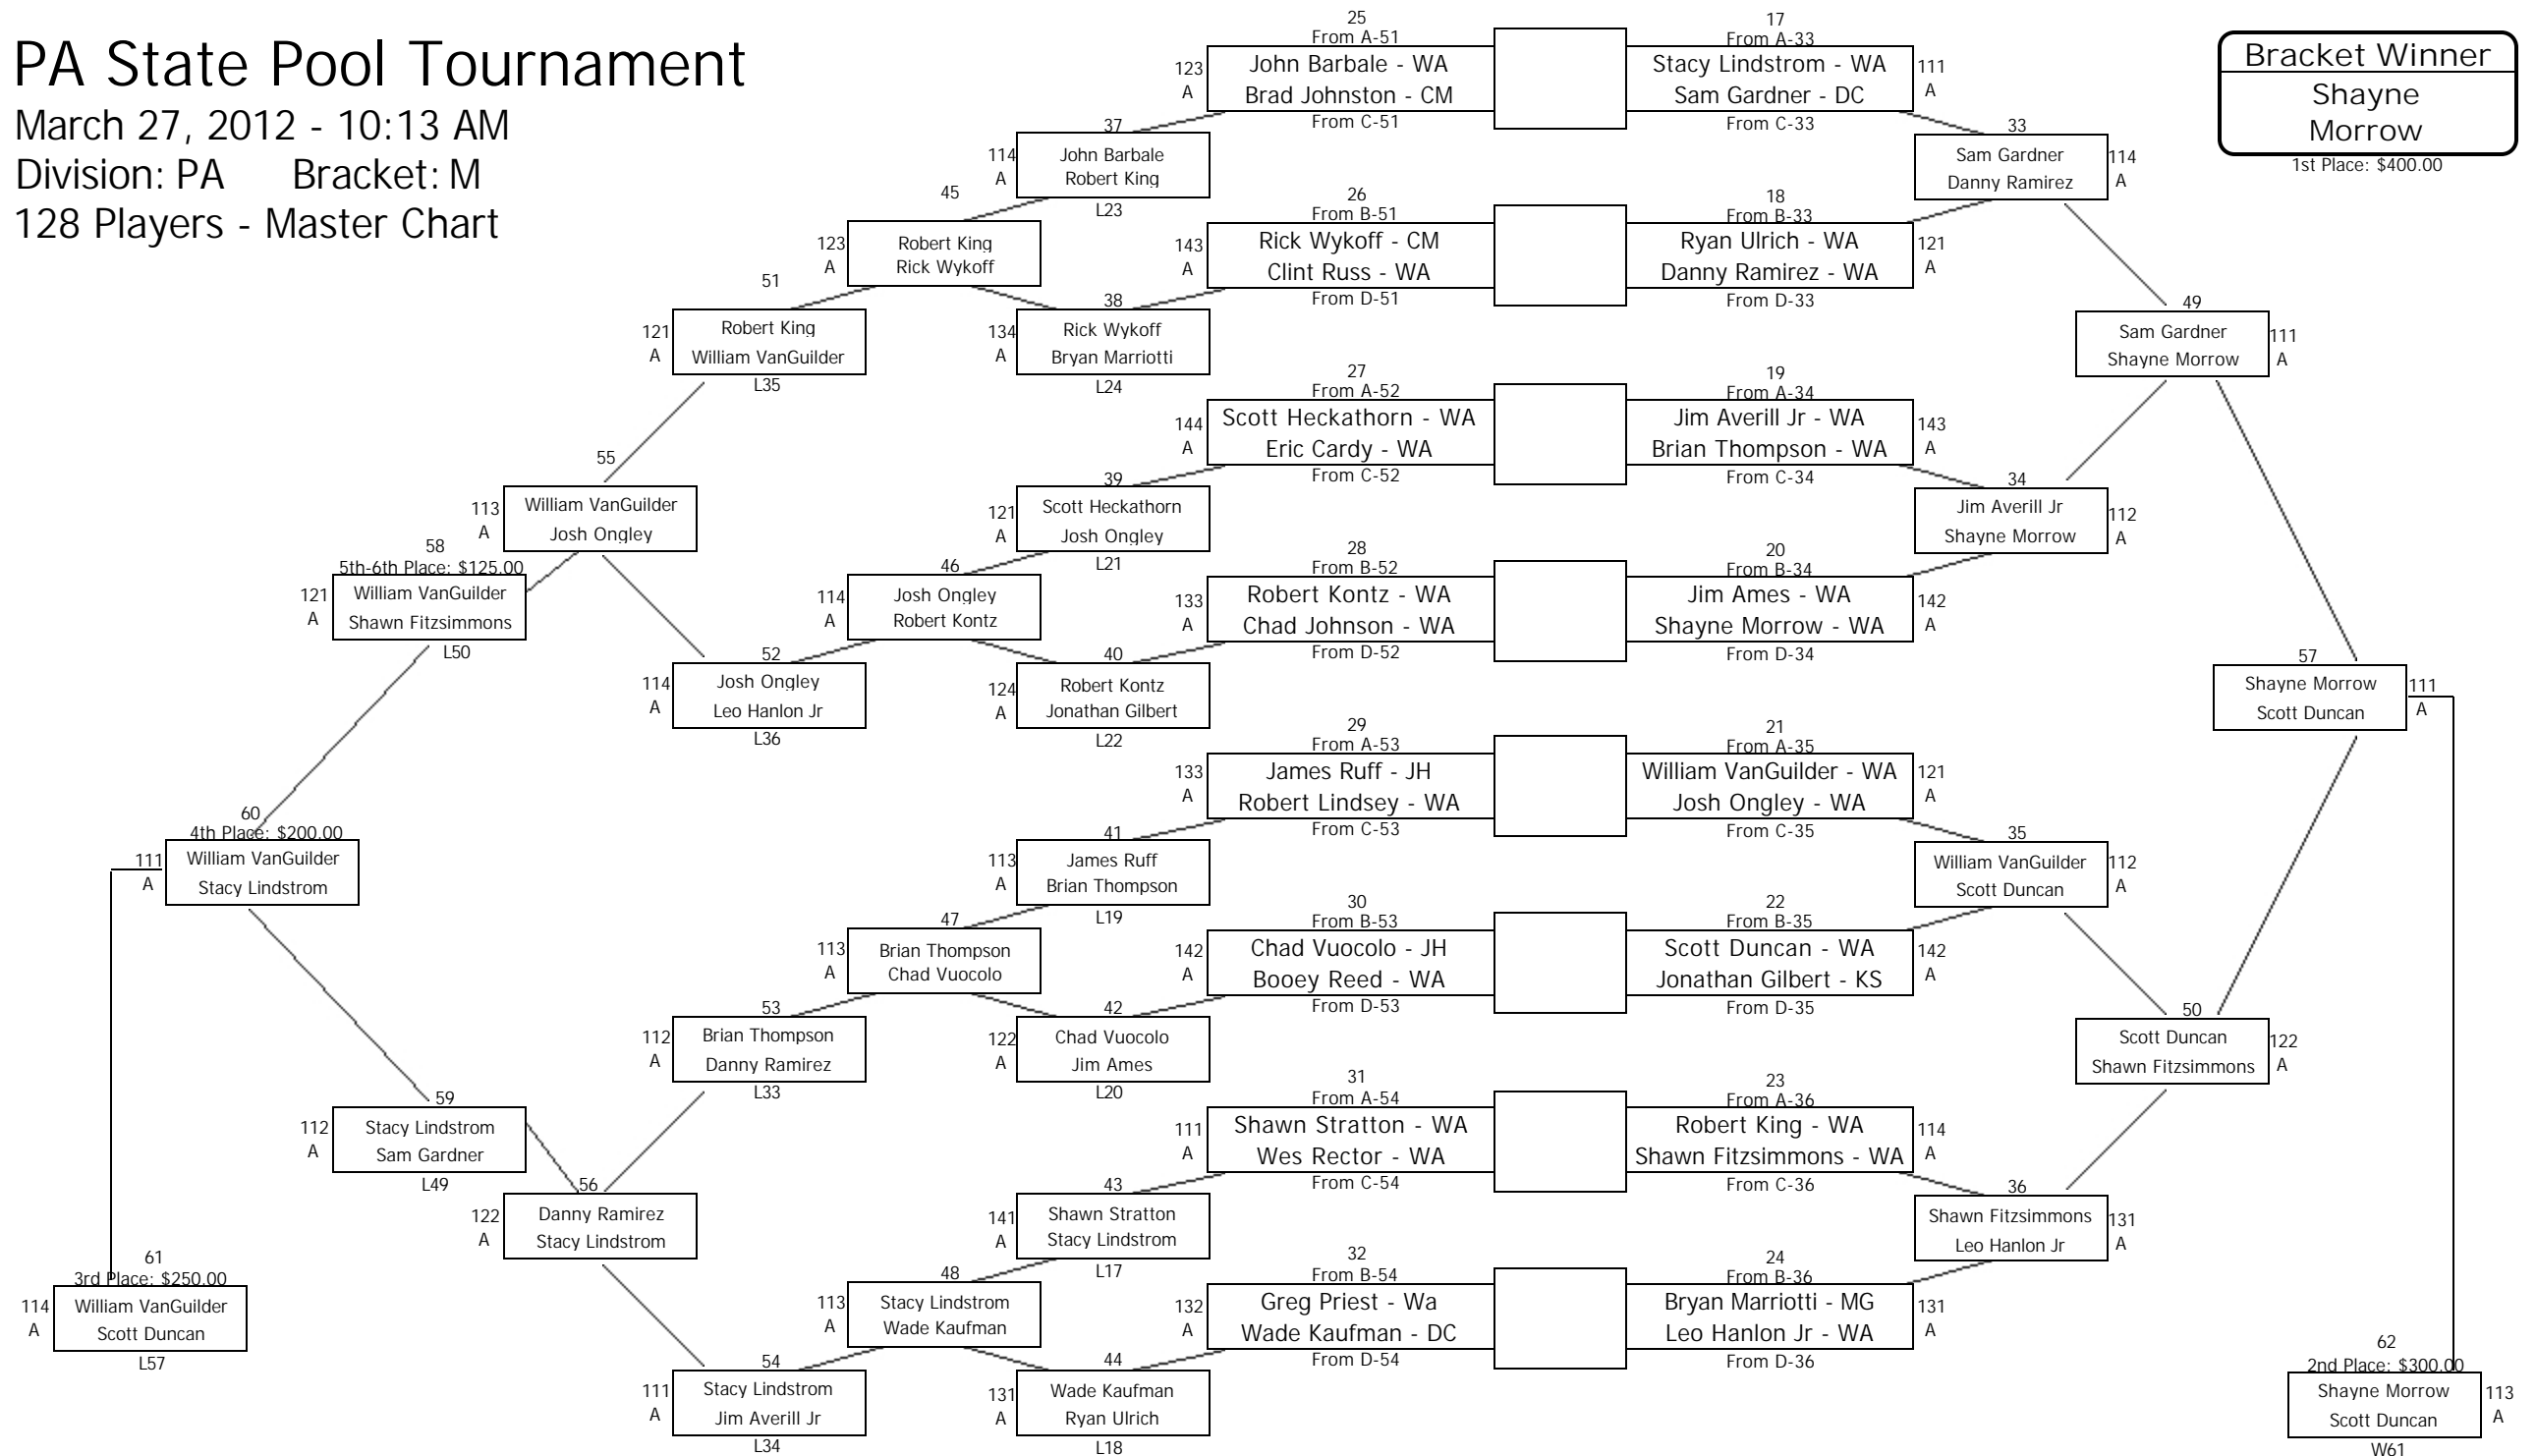 PA State Pool Tournament
March 27, 2012 - 10:13 AM
Division: PA Bracket: M
128 Players - Master Chart
Bracket Winner
Shayne
Morrow
1st Place: $400.00
25
From A-51
123
A
John Barbale - WA
Brad Johnston - CM
From C-51
17
From A-33
Stacy Lindstrom - WA
Sam Gardner - DC
111
A
From C-33
37
114
A
John Barbale
Robert King
L23
33
Sam Gardner
Danny Ramirez
114
A
45
123
A
Robert King
Rick Wykoff
26
From B-51
143
A
Rick Wykoff - CM
Clint Russ - WA
From D-51
18
From B-33
Ryan Ulrich - WA
Danny Ramirez - WA
121
A
From D-33
51
121
A
Robert King
William VanGuilder
L35
38
134
A
Rick Wykoff
Bryan Marriotti
L24
49
Sam Gardner
Shayne Morrow
111
A
27
From A-52
144
A
Scott Heckathorn - WA
Eric Cardy - WA
From C-52
19
From A-34
Jim Averill Jr - WA
Brian Thompson - WA
143
A
From C-34
55
113
A
William VanGuilder
Josh Ongley
39
121
A
Scott Heckathorn
Josh Ongley
L21
34
Jim Averill Jr
Shayne Morrow
112
A
58
5th-6th Place: $125.00
121
A
William VanGuilder
Shawn Fitzsimmons
L50
46
114
A
Josh Ongley
Robert Kontz
28
From B-52
133
A
Robert Kontz - WA
Chad Johnson - WA
From D-52
20
From B-34
Jim Ames - WA
Shayne Morrow - WA
142
A
From D-34
52
114
A
Josh Ongley
Leo Hanlon Jr
L36
40
124
A
Robert Kontz
Jonathan Gilbert
L22
57
Shayne Morrow
Scott Duncan
111
A
29
From A-53
133
A
James Ruff - JH
Robert Lindsey - WA
From C-53
21
From A-35
William VanGuilder - WA
Josh Ongley - WA
121
A
From C-35
60
4th Place: $200.00
111
A
William VanGuilder
Stacy Lindstrom
41
113
A
James Ruff
Brian Thompson
L19
35
William VanGuilder
Scott Duncan
112
A
47
113
A
Brian Thompson
Chad Vuocolo
30
From B-53
142
A
Chad Vuocolo - JH
Booey Reed - WA
From D-53
22
From B-35
Scott Duncan - WA
Jonathan Gilbert - KS
142
A
From D-35
53
112
A
Brian Thompson
Danny Ramirez
L33
42
122
A
Chad Vuocolo
Jim Ames
L20
50
Scott Duncan
Shawn Fitzsimmons
122
A
59
112
A
Stacy Lindstrom
Sam Gardner
L49
31
From A-54
111
A
Shawn Stratton - WA
Wes Rector - WA
From C-54
23
From A-36
Robert King - WA
Shawn Fitzsimmons - WA
114
A
From C-36
56
122
A
Danny Ramirez
Stacy Lindstrom
43
141
A
Shawn Stratton
Stacy Lindstrom
L17
36
Shawn Fitzsimmons
Leo Hanlon Jr
131
A
61
3rd Place: $250.00
114
A
William VanGuilder
Scott Duncan
L57
48
113
A
Stacy Lindstrom
Wade Kaufman
32
From B-54
132
A
Greg Priest - Wa
Wade Kaufman - DC
From D-54
24
From B-36
Bryan Marriotti - MG
Leo Hanlon Jr - WA
131
A
From D-36
54
111
A
Stacy Lindstrom
Jim Averill Jr
L34
44
131
A
Wade Kaufman
Ryan Ulrich
L18
62
2nd Place: $300.00
Shayne Morrow
Scott Duncan
113
A
W61